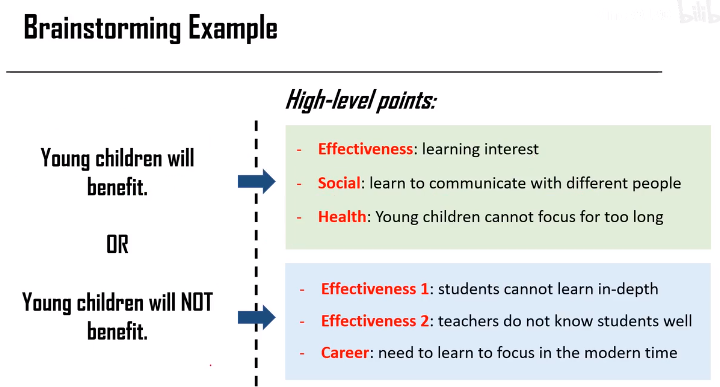 Brainstorming Example
bilib
High-level points:
Young children will
benefit.
- Effectiveness: learning interest
- Social: learn to communicate with different people
- Health: Young children cannot focus for too long
OR
Young children will NOT
benefit.
- Effectiveness 1: students cannot learn in-depth
- Effectiveness 2: teachers do not know students well
- Career: need to learn to focus in the modern time